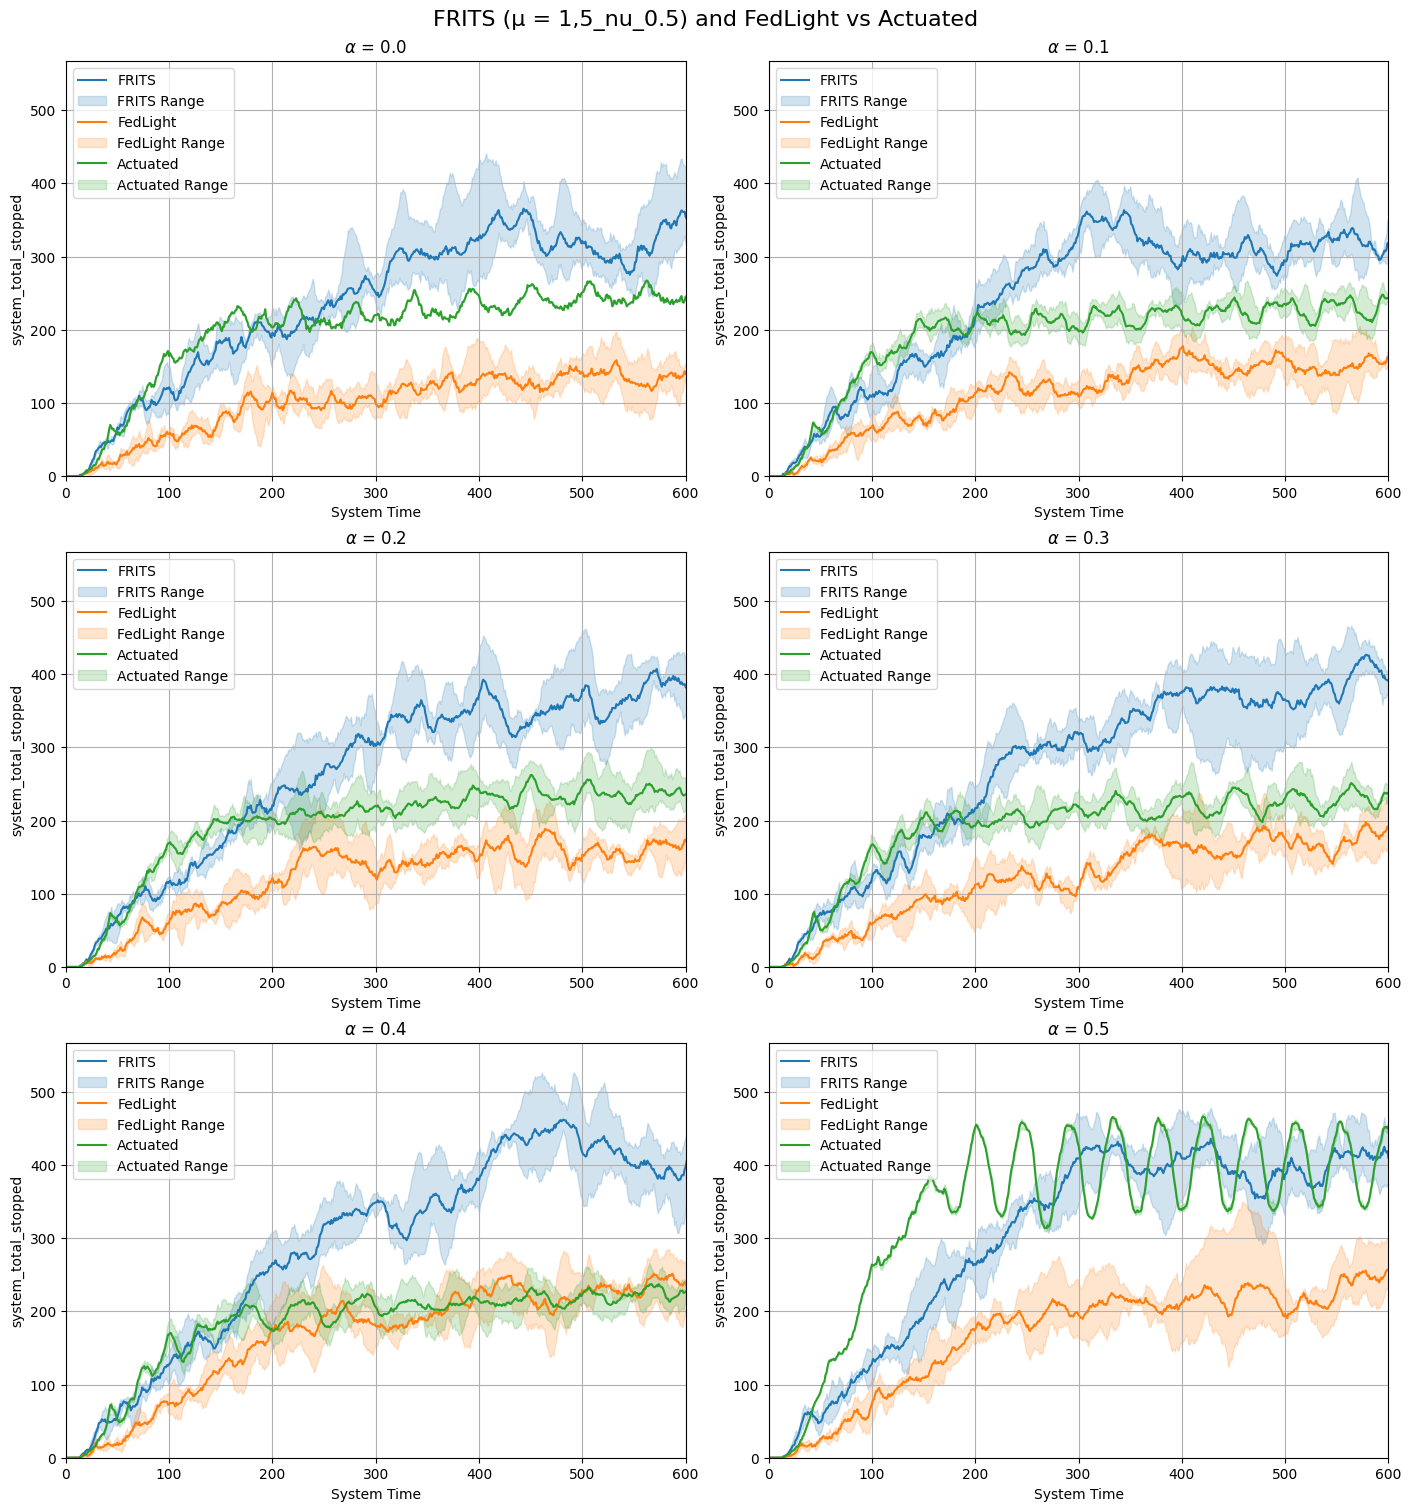 FRITS (μ = 1,5_nu_0.5) and FedLight vs Actuated
α = 0.0
system_total_stopped
500
400
300
200
100
0
FRITS
FRITS Range
FedLight
FedLight Range
Actuated
Actuated Range
0 100 200 300 400 500 600
System Time
α = 0.1
system_total_stopped
500
400
300
200
100
0
FRITS
FRITS Range
FedLight
FedLight Range
Actuated
Actuated Range
0 100 200 300 400 500 600
System Time
α = 0.2
system_total_stopped
500
400
300
200
100
0
FRITS
FRITS Range
FedLight
FedLight Range
Actuated
Actuated Range
0 100 200 300 400 500 600
System Time
α = 0.3
system_total_stopped
500
400
300
200
100
0
FRITS
FRITS Range
FedLight
FedLight Range
Actuated
Actuated Range
0 100 200 300 400 500 600
System Time
α = 0.4
system_total_stopped
500
400
300
200
100
0
FRITS
FRITS Range
FedLight
FedLight Range
Actuated
Actuated Range
0 100 200 300 400 500 600
System Time
α = 0.5
system_total_stopped
500
400
300
200
100
0
FRITS
FRITS Range
FedLight
FedLight Range
Actuated
Actuated Range
0 100 200 300 400 500 600
System Time